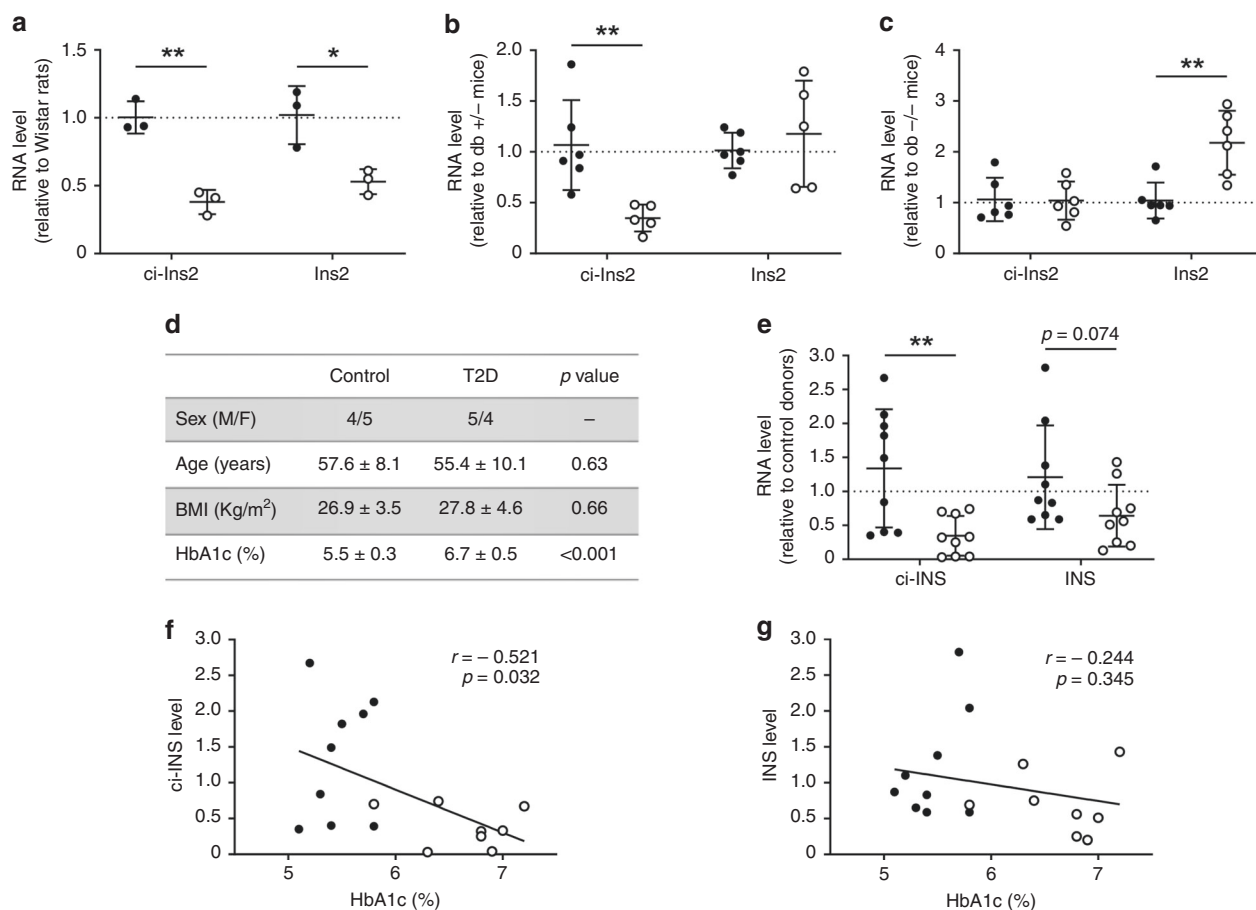 a
RNA level
(relative to Wistar rats)
1.5
1.0
0.5
0
**
*
ci-Ins2
Ins2
b
RNA level
(relative to db +/– mice)
2.0
1.5
1.0
0.5
0
**
ci-Ins2
Ins2
c
RNA level
(relative to ob –/– mice)
4
3
2
1
0
**
ci-Ins2
Ins2
d
Control T2D p value
Sex (M/F) 4/5 5/4 –
Age (years) 57.6 ± 8.1 55.4 ± 10.1 0.63
BMI (Kg/m²) 26.9 ± 3.5 27.8 ± 4.6 0.66
HbA1c (%) 5.5 ± 0.3 6.7 ± 0.5 <0.001
e
RNA level
(relative to control donors)
3.0
2.5
2.0
1.5
1.0
0.5
0
**
p = 0.074
ci-INS
INS
f
ci-INS level
3.0
2.5
2.0
1.5
1.0
0.5
0
r = – 0.521
p = 0.032
5 6 7
HbA1c (%)
g
INS level
3.0
2.5
2.0
1.5
1.0
0.5
0
r = – 0.244
p = 0.345
5 6 7
HbA1c (%)